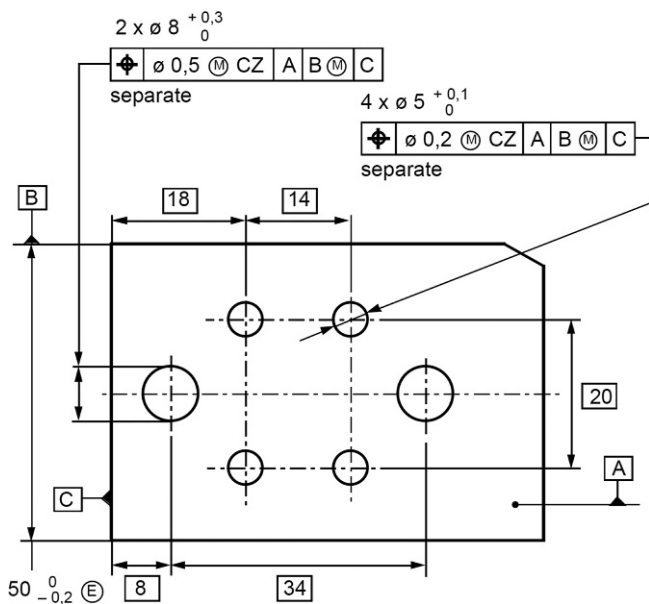 2 x ø 8 +0,3 0
⌖ ø 0,5 Ⓜ CZ A B Ⓜ C
separate
4 x ø 5 +0,1 0
⌖ ø 0,2 Ⓜ CZ A B Ⓜ C
separate
B
18
14
20
A
C
50 0 -0,2 Ⓔ
8
34